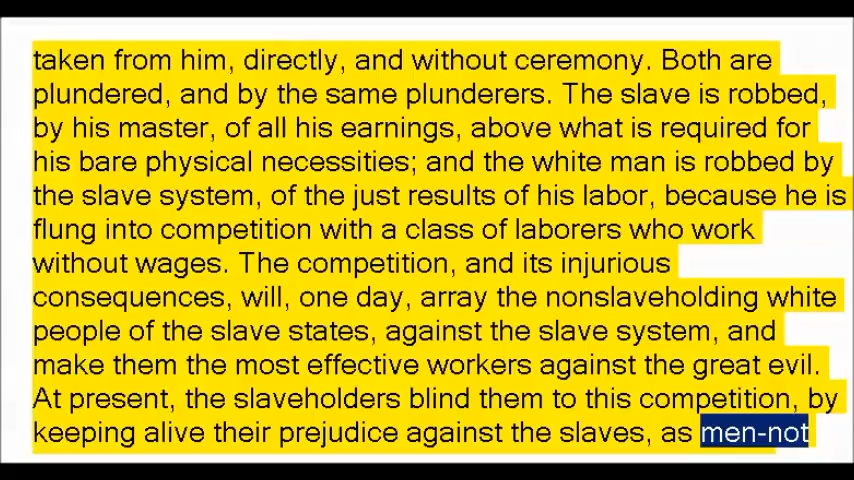 taken from him, directly, and without ceremony. Both are
plundered, and by the same plunderers. The slave is robbed,
by his master, of all his earnings, above what is required for
his bare physical necessities; and the white man is robbed by
the slave system, of the just results of his labor, because he is
flung into competition with a class of laborers who work
without wages. The competition, and its injurious
consequences, will, one day, array the nonslaveholding white
people of the slave states, against the slave system, and
make them the most effective workers against the great evil.
At present, the slaveholders blind them to this competition, by
keeping alive their prejudice against the slaves, as men-not